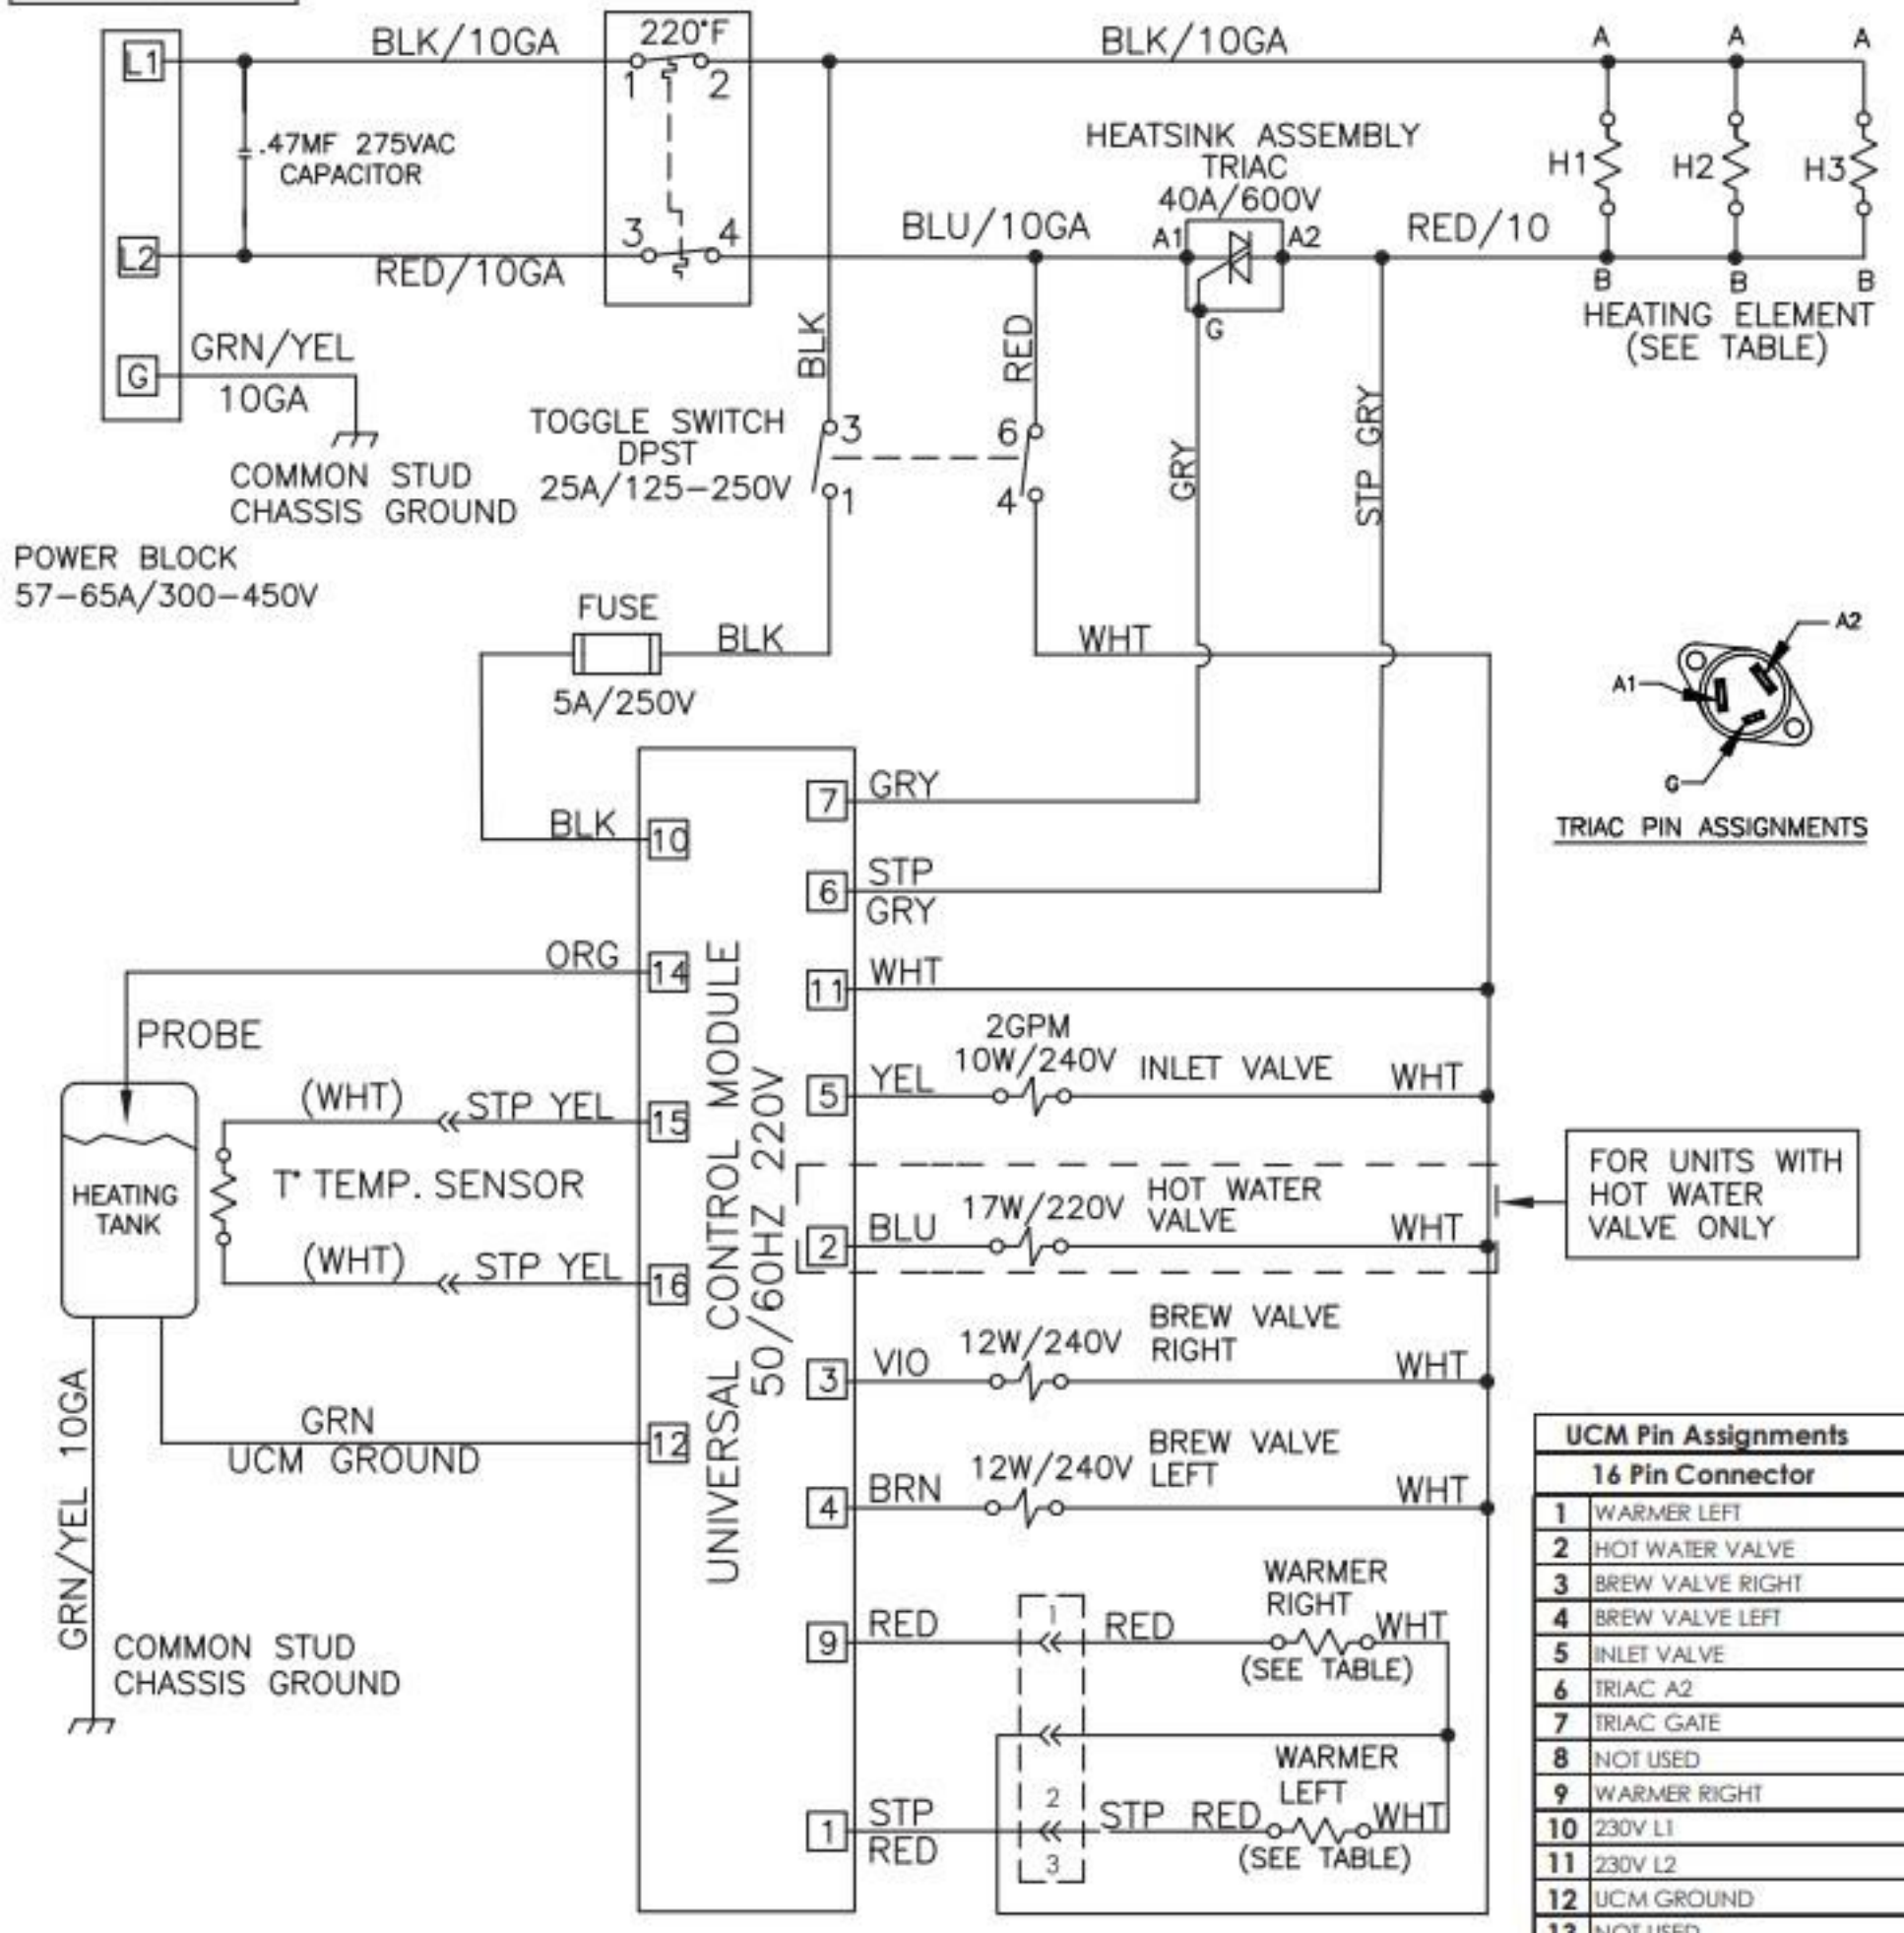 BLK/10GA
220°F
BLK/10GA
A
A
A
L1
1
2
.47MF 275VAC
CAPACITOR
HEATSINK ASSEMBLY
TRIAC
40A/600V
H1
H2
H3
L2
RED/10GA
3
4
BLU/10GA
A1
A2
G
RED/10
B
B
B
HEATING ELEMENT
(SEE TABLE)
G
GRN/YEL
10GA
COMMON STUD
CHASSIS GROUND
BLK
RED
GRY
STP GRY
TOGGLE SWITCH
DPST
25A/125-250V
3
1
6
4
POWER BLOCK
57-65A/300-450V
FUSE
BLK
5A/250V
WHT
A2
A1
G
TRIAC PIN ASSIGNMENTS
UNIVERSAL CONTROL MODULE
50/60HZ 220V
BLK
10
7
GRY
6
STP
GRY
ORG
14
11
WHT
PROBE
HEATING
TANK
(WHT)
STP YEL
15
T° TEMP. SENSOR
(WHT)
STP YEL
16
5
YEL
2GPM
10W/240V
INLET VALVE
WHT
2
BLU
17W/220V
HOT WATER
VALVE
WHT
FOR UNITS WITH
HOT WATER
VALVE ONLY
3
VIO
12W/240V
BREW VALVE
RIGHT
WHT
GRN/YEL 10GA
GRN
UCM GROUND
12
4
BRN
12W/240V
BREW VALVE
LEFT
WHT
COMMON STUD
CHASSIS GROUND
9
RED
1
RED
WARMER
RIGHT
WHT
(SEE TABLE)
1
STP
RED
2
3
STP RED
WARMER
LEFT
WHT
(SEE TABLE)
UCM Pin Assignments
16 Pin Connector
1 WARMER LEFT
2 HOT WATER VALVE
3 BREW VALVE RIGHT
4 BREW VALVE LEFT
5 INLET VALVE
6 TRIAC A2
7 TRIAC GATE
8 NOT USED
9 WARMER RIGHT
10 230V L1
11 230V L2
12 UCM GROUND
13 NOT USED